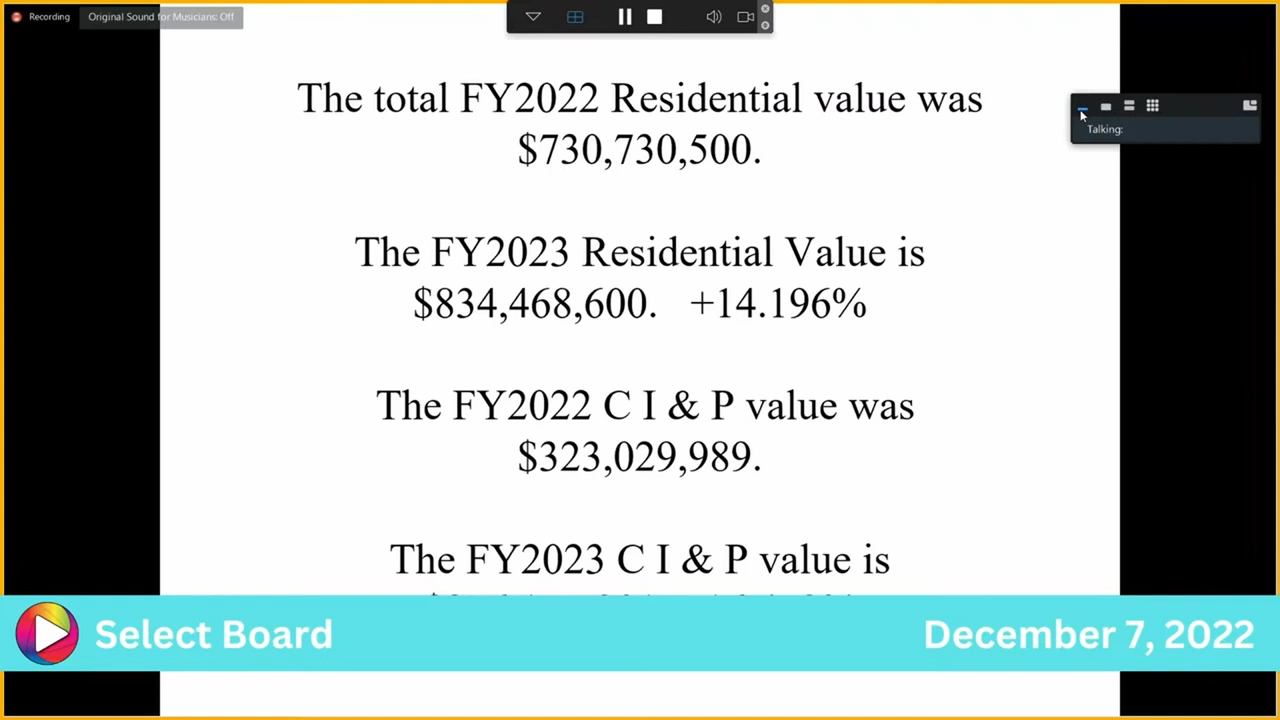 Recording
Original Sound for Musicians: Off
The total FY2022 Residential value was
$730,730,500.
Talking:
The FY2023 Residential Value is
$834,468,600. +14.196%
The FY2022 C I & P value was
$323,029,989.
The FY2023 C I & P value is
Select Board
December 7, 2022